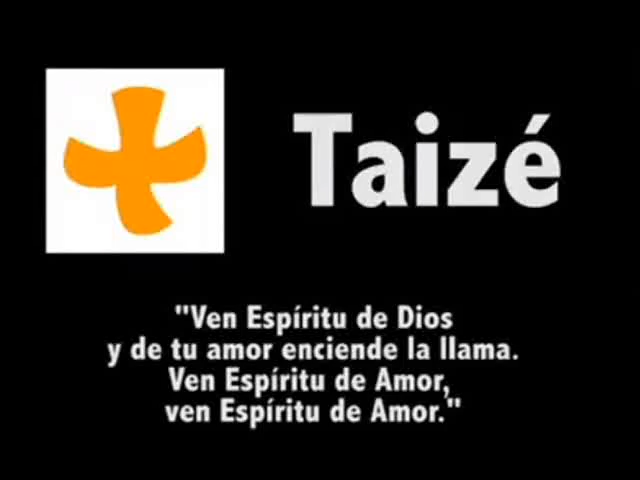 Taizé
"Ven Espíritu de Dios
y de tu amor enciende la llama.
Ven Espíritu de Amor,
ven Espíritu de Amor."